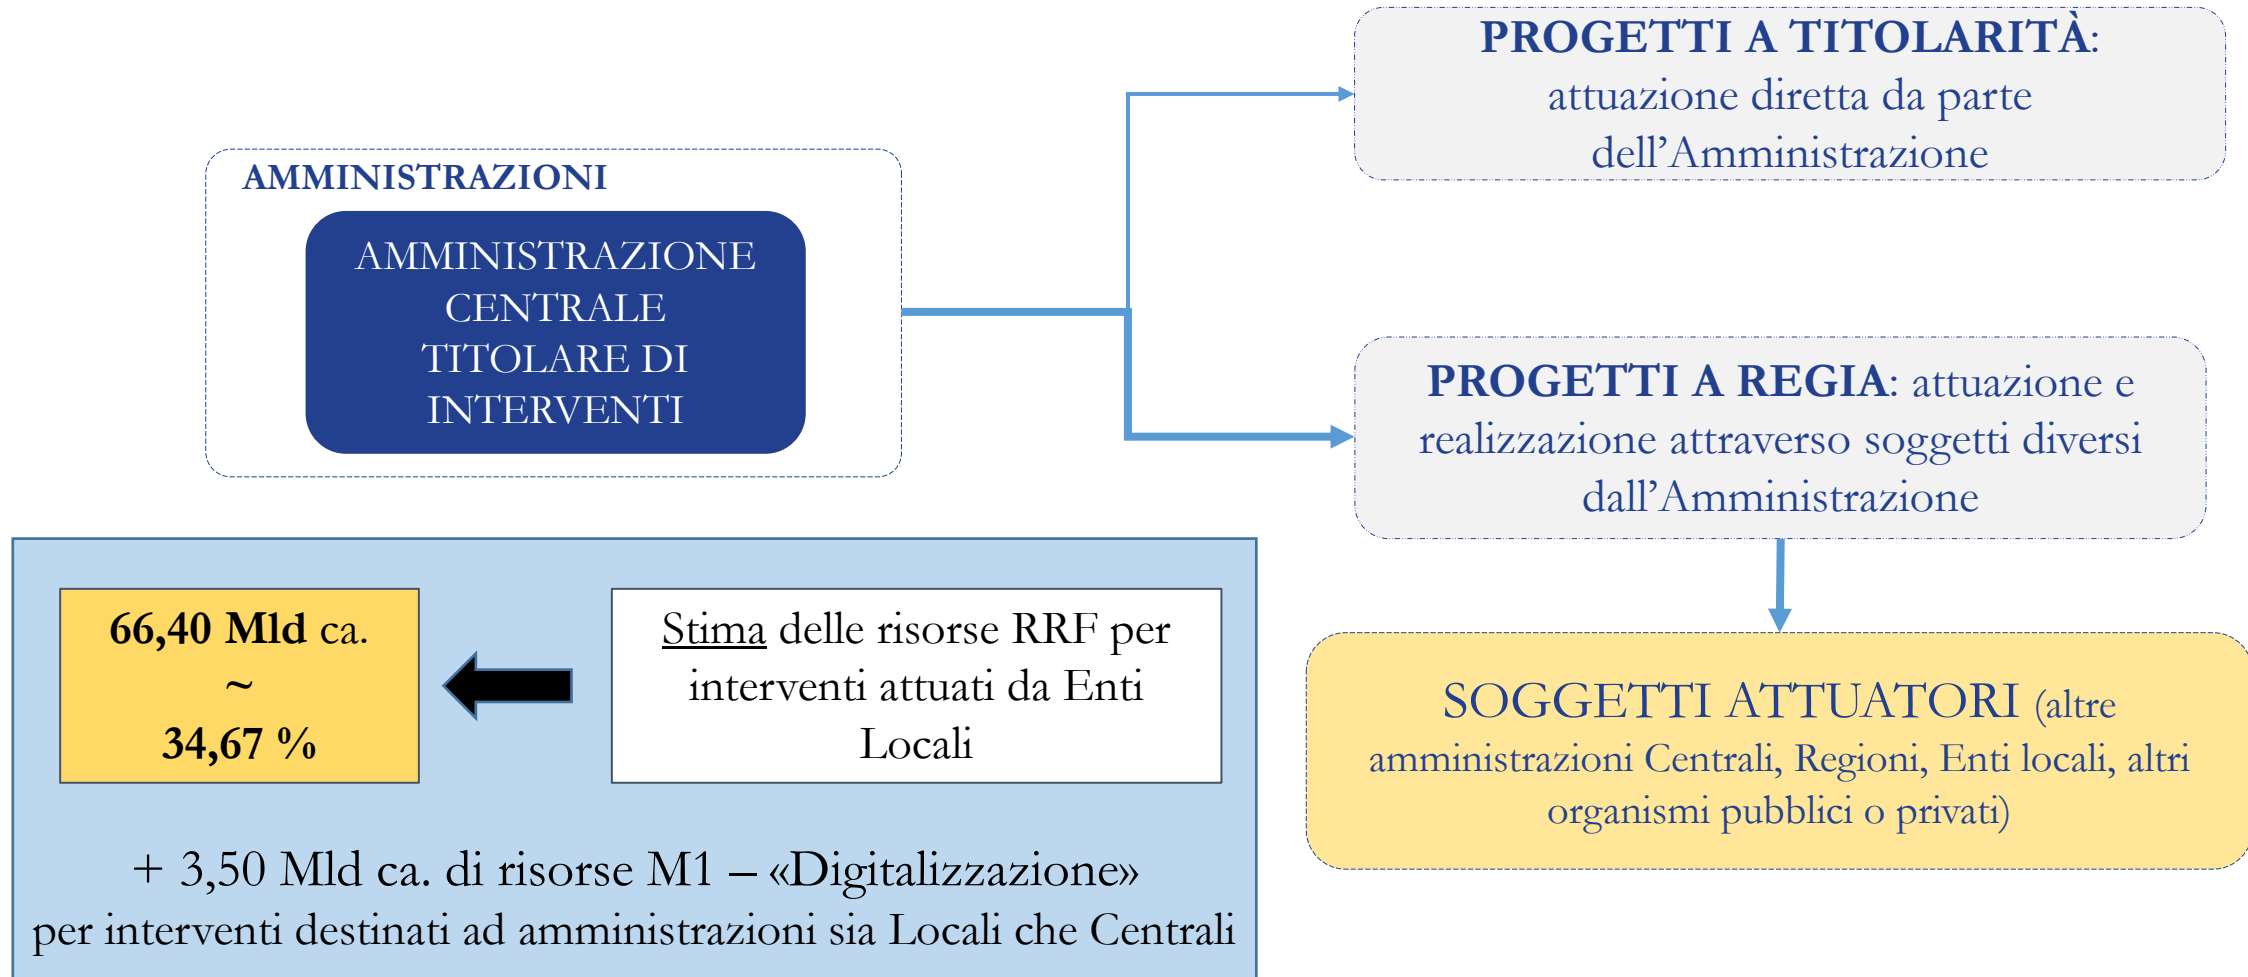 PROGETTI A TITOLARITÀ:
attuazione diretta da parte
dell’Amministrazione
AMMINISTRAZIONI
AMMINISTRAZIONE
CENTRALE
TITOLARE DI
INTERVENTI
PROGETTI A REGIA: attuazione e
realizzazione attraverso soggetti diversi
dall’Amministrazione
66,40 Mld ca.
~
34,67 %
Stima delle risorse RRF per
interventi attuati da Enti
Locali
+ 3,50 Mld ca. di risorse M1 – «Digitalizzazione»
per interventi destinati ad amministrazioni sia Locali che Centrali
SOGGETTI ATTUATORI (altre
amministrazioni Centrali, Regioni, Enti locali, altri
organismi pubblici o privati)